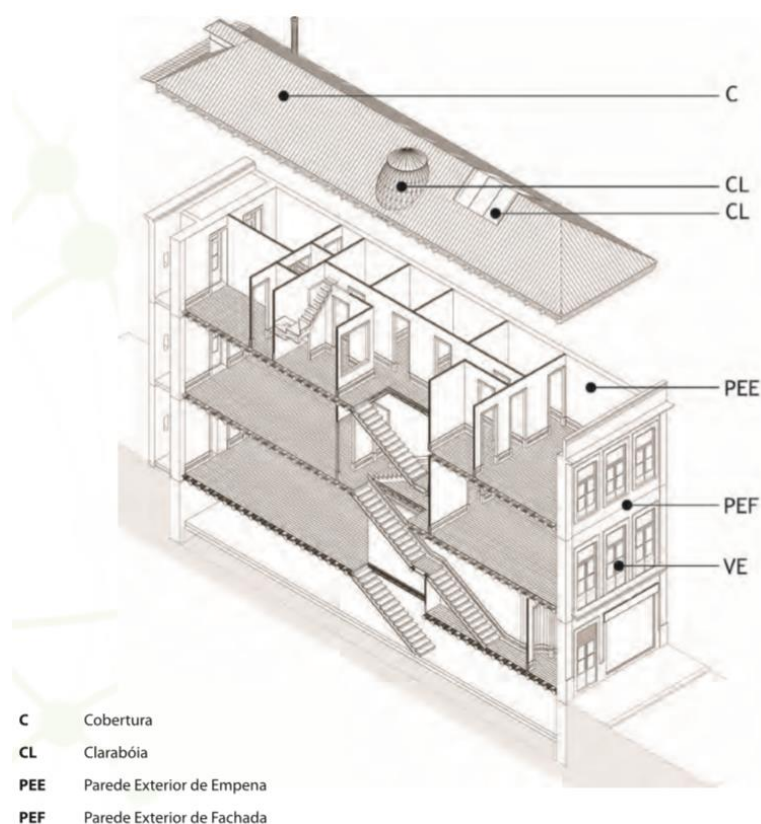 C
CL
CL
PEE
PEF
VE
C Cobertura
CL Clarabóia
PEE Parede Exterior de Empena
PEF Parede Exterior de Fachada